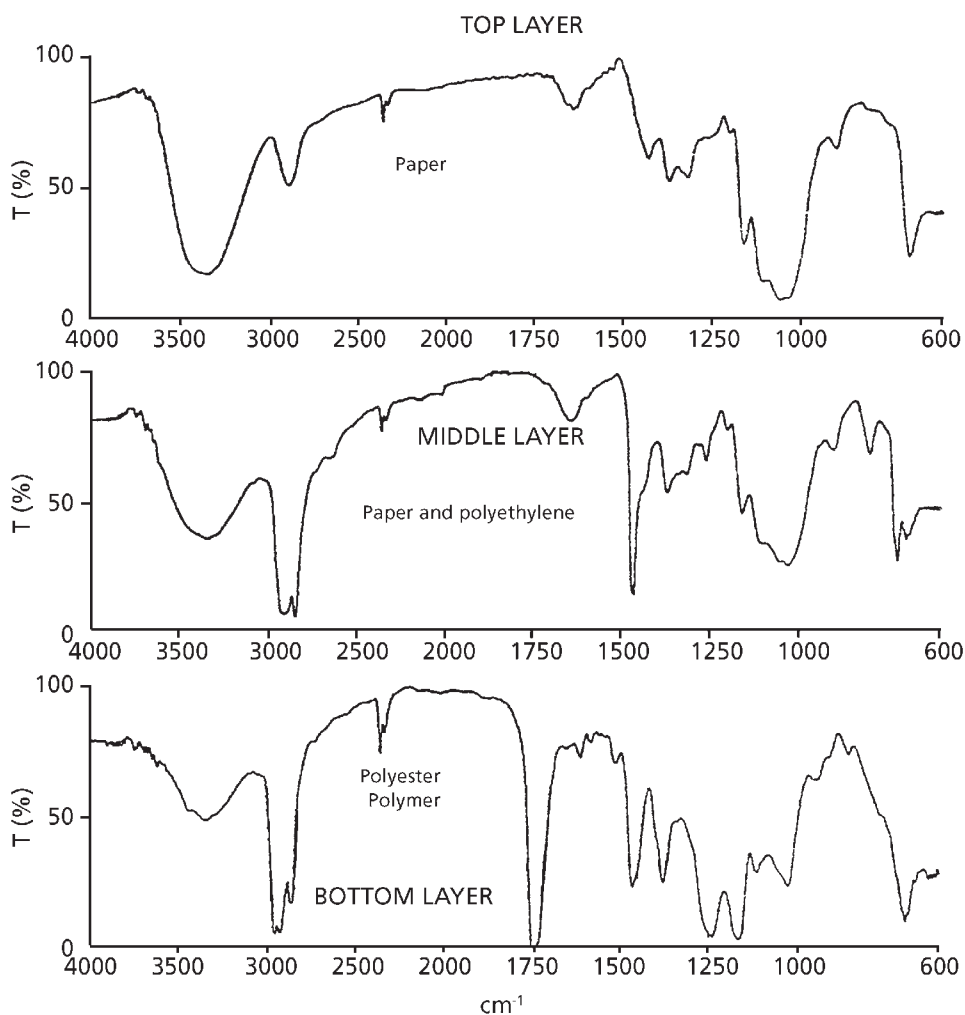 TOP LAYER
100
50
0
T (%)
Paper
4000 3500 3000 2500 2000 1750 1500 1250 1000 600
100
50
0
T (%)
MIDDLE LAYER
Paper and polyethylene
4000 3500 3000 2500 2000 1750 1500 1250 1000 600
100
50
0
T (%)
Polyester
Polymer
BOTTOM LAYER
4000 3500 3000 2500 2000 1750 1500 1250 1000 600
cm-1